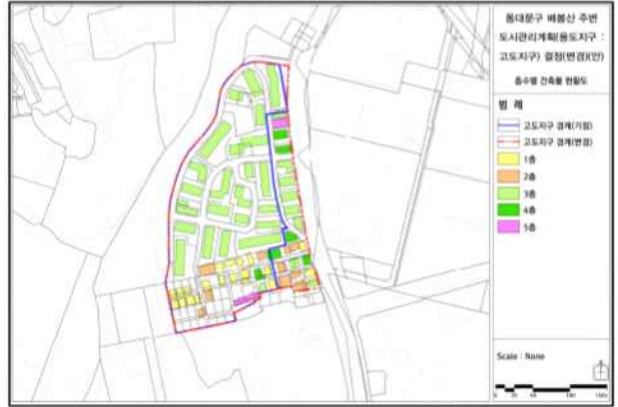 동대문구 배봉산 주변
도시관리계획(용도지구 :
고도지구) 결정(변경)(안)
층수별 건축물 현황도
범 례
고도지구 경계(기정)
고도지구 경계(변경)
1층
2층
3층
4층
5층
Scale : None